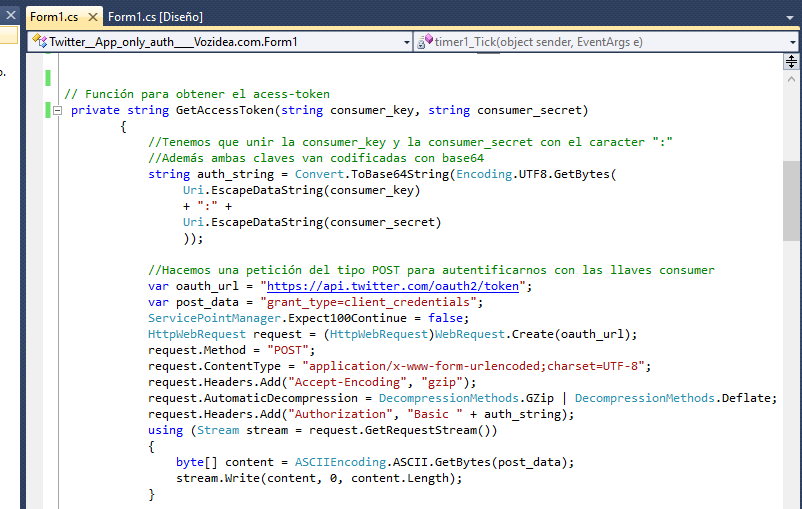 Form1.cs Form1.cs [Diseño]
Twitter__App_only_auth___Vozidea.com.Form1 timer1_Tick(object sender, EventArgs e)
o.
// Función para obtener el acess-token
private string GetAccessToken(string consumer_key, string consumer_secret)
{
//Tenemos que unir la consumer_key y la consumer_secret con el caracter ":"
//Además ambas claves van codificadas con base64
string auth_string = Convert.ToBase64String(Encoding.UTF8.GetBytes(
Uri.EscapeDataString(consumer_key)
+ ":" +
Uri.EscapeDataString(consumer_secret)
));
//Hacemos una petición del tipo POST para autentificarnos con las llaves consumer
var oauth_url = "https://api.twitter.com/oauth2/token";
var post_data = "grant_type=client_credentials";
ServicePointManager.Expect100Continue = false;
HttpWebRequest request = (HttpWebRequest)WebRequest.Create(oauth_url);
request.Method = "POST";
request.ContentType = "application/x-www-form-urlencoded;charset=UTF-8";
request.Headers.Add("Accept-Encoding", "gzip");
request.AutomaticDecompression = DecompressionMethods.GZip | DecompressionMethods.Deflate;
request.Headers.Add("Authorization", "Basic " + auth_string);
using (Stream stream = request.GetRequestStream())
{
byte[] content = ASCIIEncoding.ASCII.GetBytes(post_data);
stream.Write(content, 0, content.Length);
}